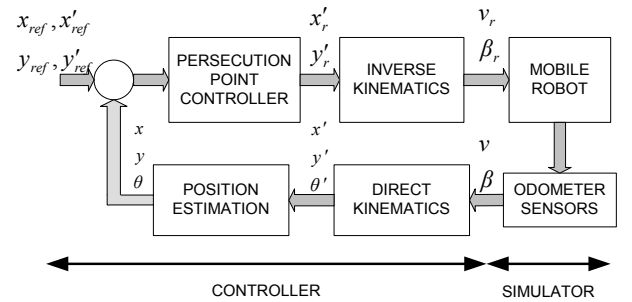 x_ref , x'_ref
y_ref , y'_ref
PERSECUTION
POINT
CONTROLLER
x'_r
y'_r
INVERSE
KINEMATICS
v_r
β_r
MOBILE
ROBOT
x
y
θ
POSITION
ESTIMATION
x'
y'
θ'
DIRECT
KINEMATICS
v
β
ODOMETER
SENSORS
CONTROLLER
SIMULATOR